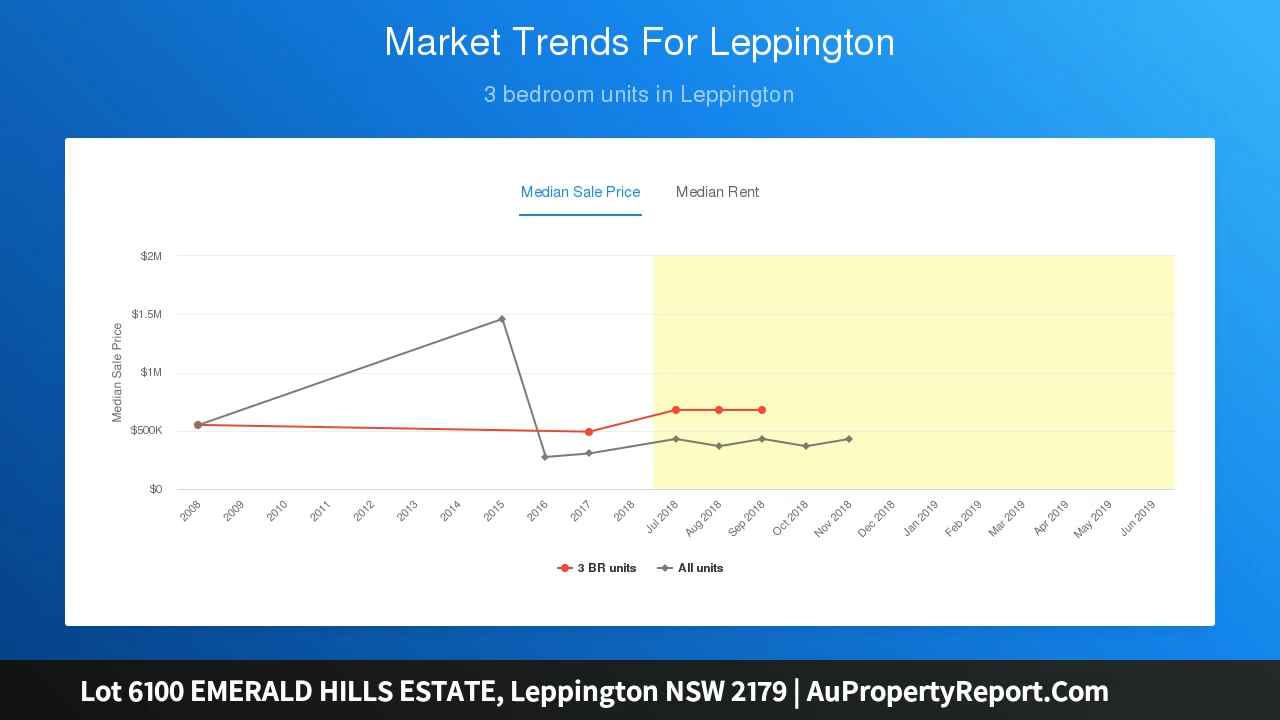 Market Trends For Leppington
3 bedroom units in Leppington
Median Sale Price Median Rent
$2M
$1.5M
$1M
$500K
$0
Median Sale Price
2008 2009 2010 2011 2012 2013 2014 2015 2016 2017 2018 Jul 2018 Aug 2018 Sep 2018 Oct 2018 Nov 2018 Dec 2018 Jan 2019 Feb 2019 Mar 2019 Apr 2019 May 2019 Jun 2019
3 BR units All units
Lot 6100 EMERALD HILLS ESTATE, Leppington NSW 2179 | AuPropertyReport.Com